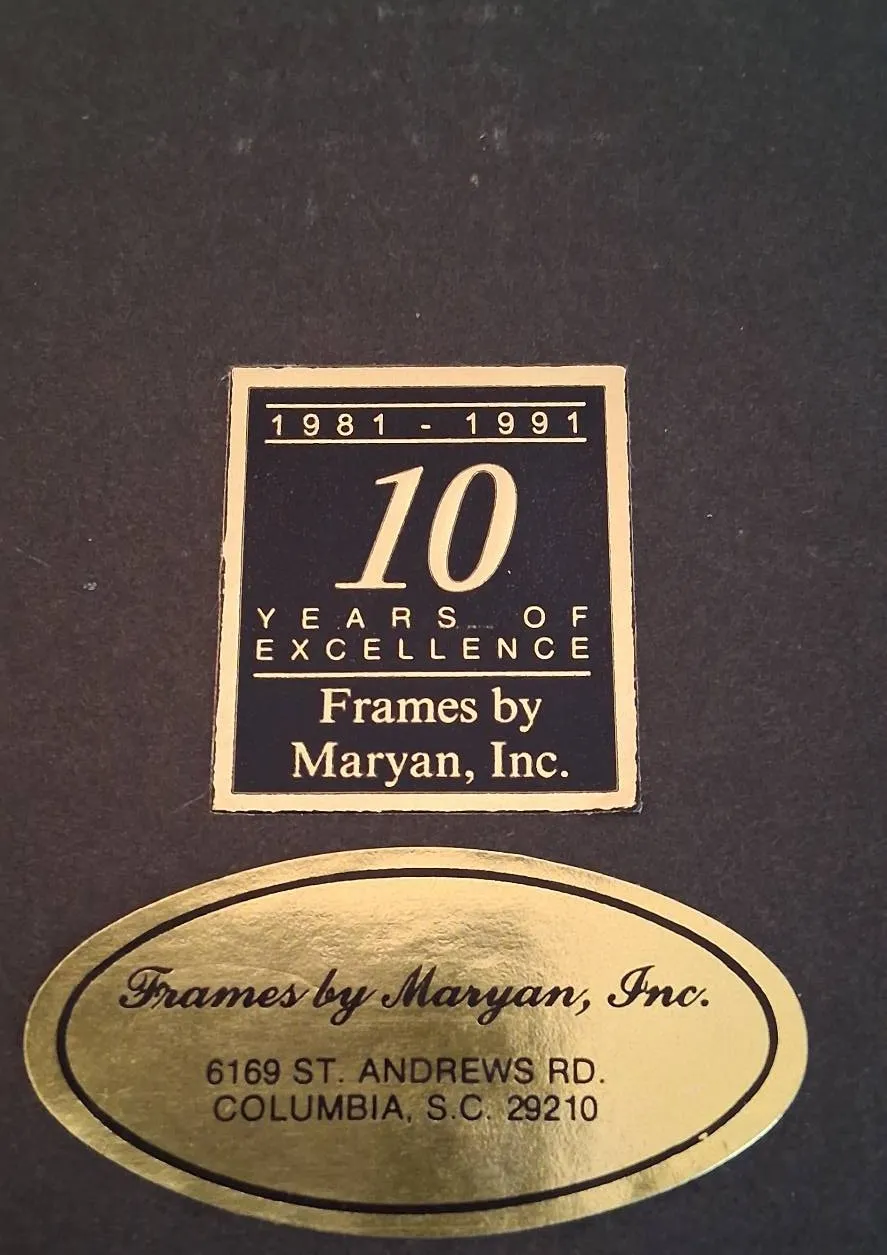 1981 - 1991
10
YEARS OF
EXCELLENCE
Frames by
Maryan, Inc.
Frames by Maryan, Inc.
6169 ST. ANDREWS RD.
COLUMBIA, S.C. 29210